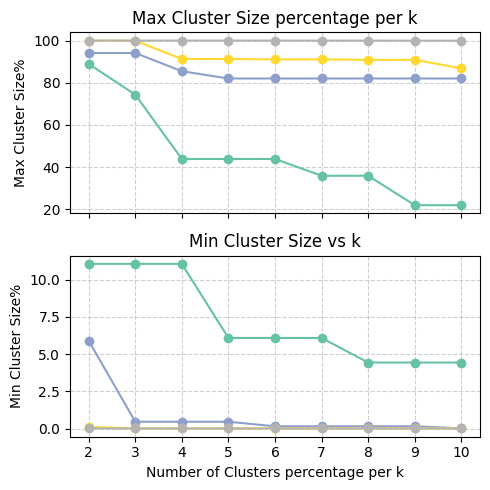 Max Cluster Size percentage per k
100
80
60
40
20
Max Cluster Size%
Min Cluster Size vs k
10.0
7.5
5.0
2.5
0.0
Min Cluster Size%
2 3 4 5 6 7 8 9 10
Number of Clusters percentage per k